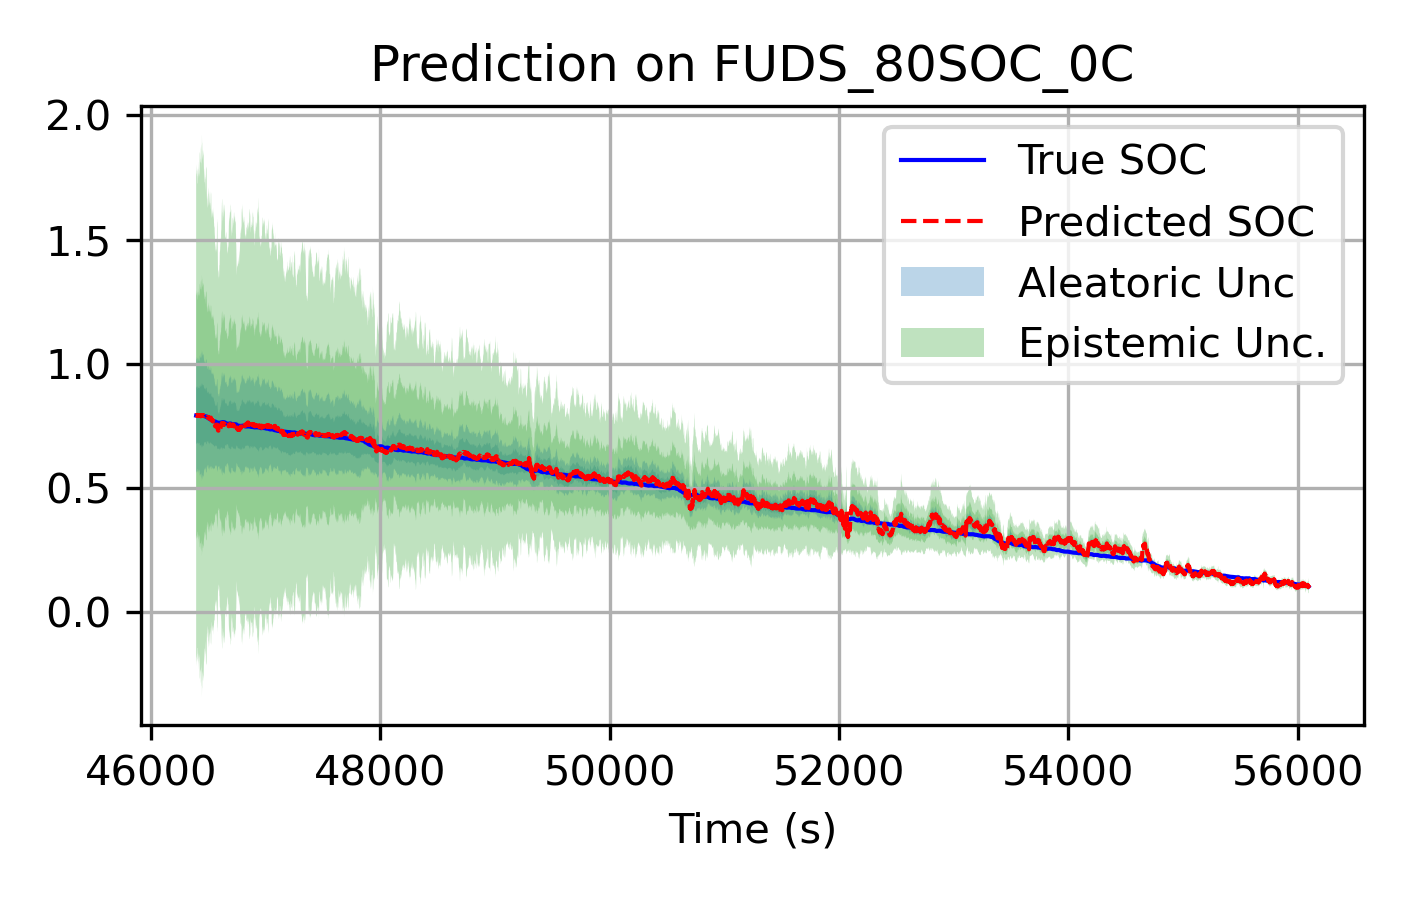 Prediction on FUDS_80SOC_0C
2.0
1.5
1.0
0.5
0.0
True SOC
Predicted SOC
Aleatoric Unc
Epistemic Unc.
46000 48000 50000 52000 54000 56000
Time (s)